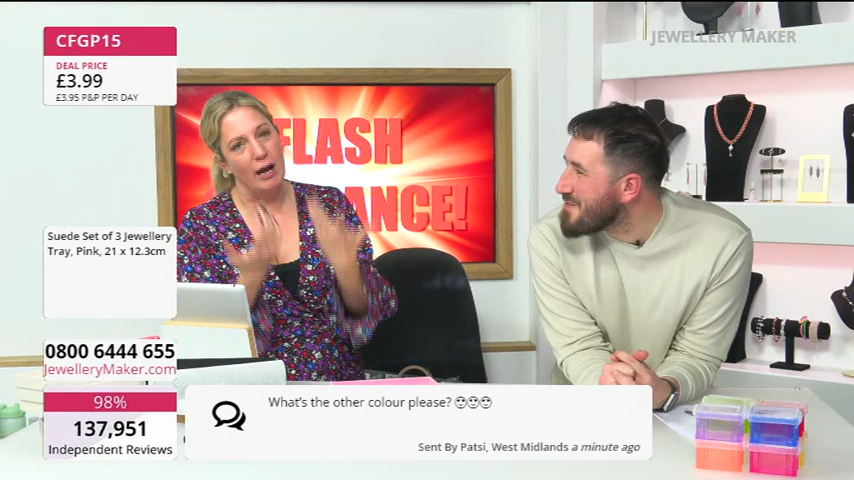 CFGP15
DEAL PRICE
£3.99
£3.95 P&P PER DAY
JEWELLERY MAKER
FLASH
ANCE!
Suede Set of 3 Jewellery
Tray, Pink, 21 x 12.3cm
0800 6444 655
JewelleryMaker.com
98%
137,951
Independent Reviews
What's the other colour please? 🙂🙂🙂
Sent By Patsi, West Midlands a minute ago